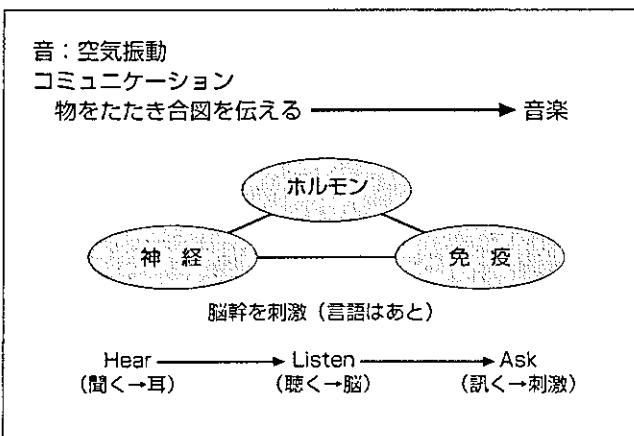 音：空気振動
コミュニケーション
物をたたき合図を伝える → 音楽
ホルモン
神経 免疫
脳幹を刺激（言語はあと）
Hear → Listen → Ask
（聞く→耳） （聴く→脳） （訊く→刺激）